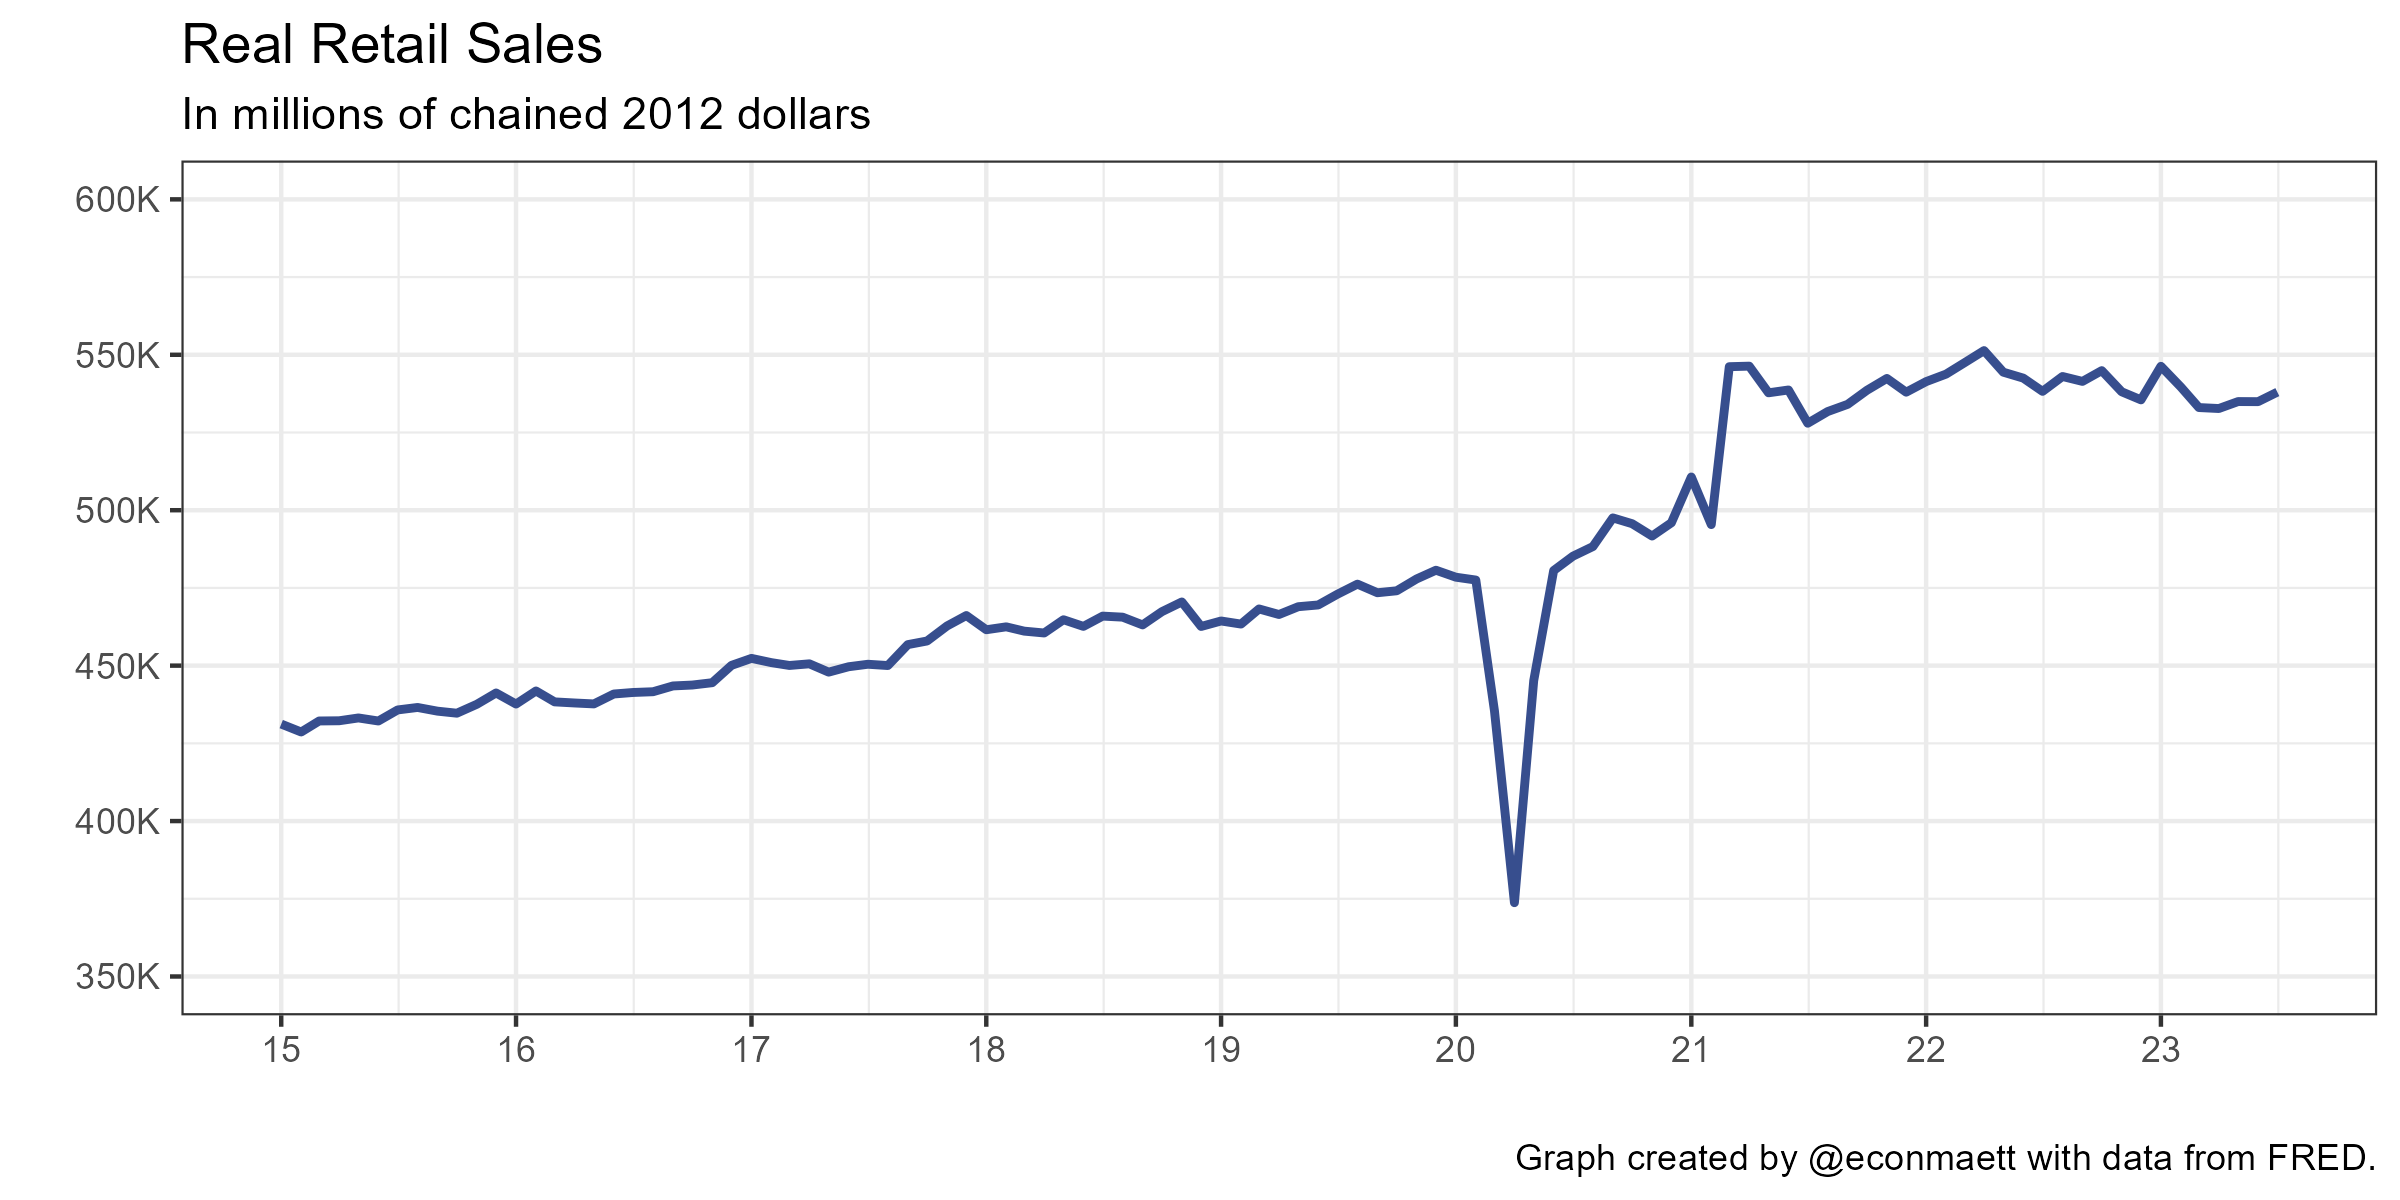 Real Retail Sales
In millions of chained 2012 dollars
600K
550K
500K
450K
400K
350K
15 16 17 18 19 20 21 22 23
Graph created by @econmaett with data from FRED.